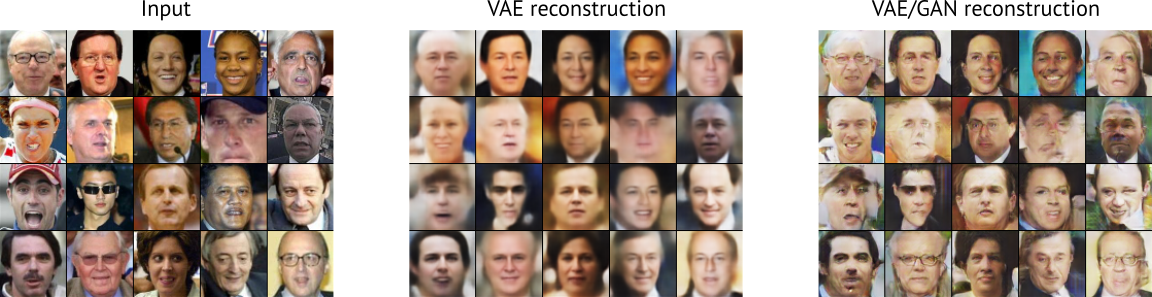 Input
VAE reconstruction
VAE/GAN reconstruction